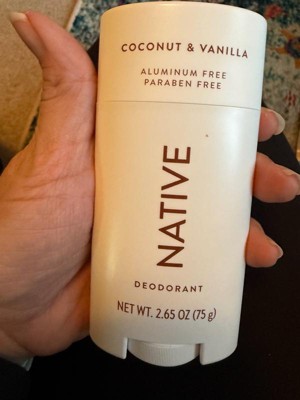 COCONUT & VANILLA
ALUMINUM FREE
PARABEN FREE
NATIVE
DEODORANT
NET WT. 2.65 OZ (75 g)